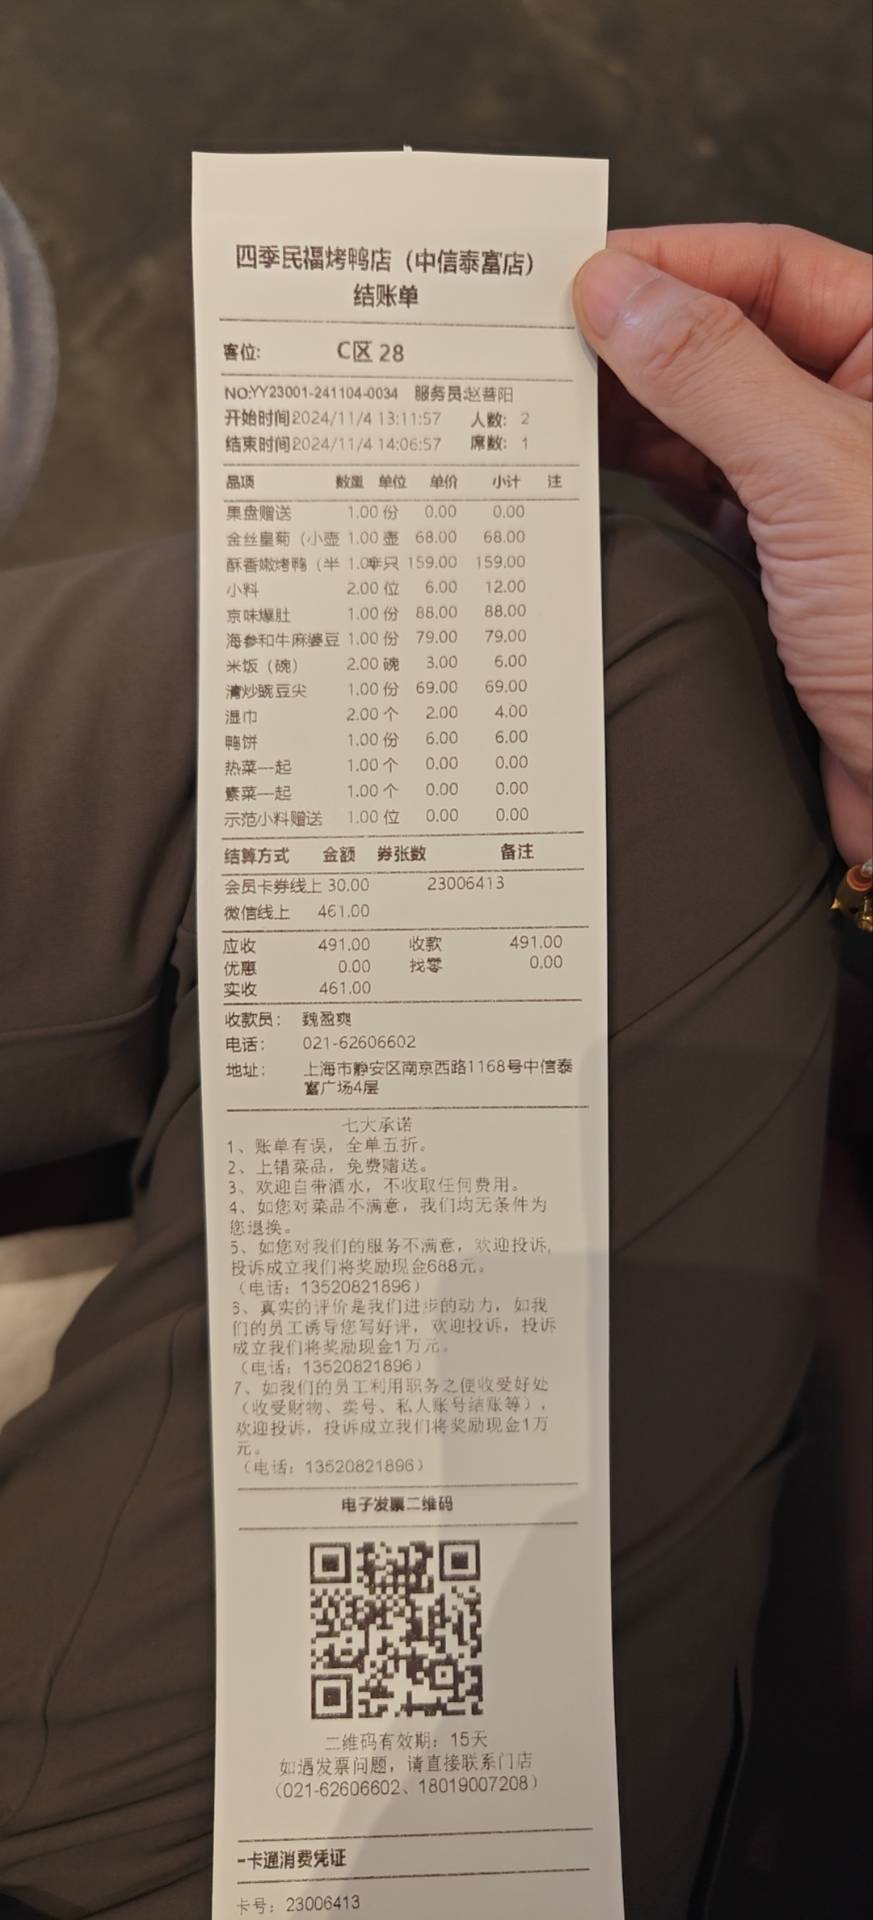 四季民福烤鸭店（中信泰富店）
结账单
客位: C区 28
NO:YY23001-241104-0034 服务员:赵蕾阳
开始时间2024/11/4 13:11:57 人数: 2
结束时间2024/11/4 14:06:57 席数: 1
品项 数量 单位 单价 小计 注
果盘赠送 1.00 份 0.00 0.00
金丝皇菊（小壶 1.00 壶 68.00 68.00
酥香嫩烤鸭（半 1.00半只 159.00 159.00
小料 2.00 位 6.00 12.00
京味爆肚 1.00 份 88.00 88.00
海参和牛麻婆豆 1.00 份 79.00 79.00
米饭（碗） 2.00 碗 3.00 6.00
清炒豌豆尖 1.00 份 69.00 69.00
湿巾 2.00 个 2.00 4.00
鸭饼 1.00 份 6.00 6.00
热菜一起 1.00 个 0.00 0.00
素菜一起 1.00 个 0.00 0.00
示范小料赠送 1.00 位 0.00 0.00
结算方式 金额 券张数 备注
会员卡券线上 30.00 23006413
微信线上 461.00
应收 491.00 收款 491.00
优惠 0.00 找零 0.00
实收 461.00
收款员: 魏盈爽
电话: 021-62606602
地址: 上海市静安区南京西路1168号中信泰
富广场4层
七大承诺
1、账单有误，全单五折。
2、上错菜品，免费赠送。
3、欢迎自带酒水，不收取任何费用。
4、如您对菜品不满意，我们均无条件为
您退换。
5、如您对我们的服务不满意，欢迎投诉,
投诉成立我们将奖励现金688元。
（电话：13520821896）
6、真实的评价是我们进步的动力，如我
们的员工诱导您写好评，欢迎投诉，投诉
成立我们将奖励现金1万元。
（电话：13520821896）
7、如我们的员工利用职务之便收受好处
（收受财物、卖号、私人账号结账等），
欢迎投诉，投诉成立我们将奖励现金1万
元。
（电话：13520821896）
电子发票二维码
二维码有效期：15天
如遇发票问题，请直接联系门店
（021-62606602、18019007208）
一卡通消费凭证
卡号：23006413